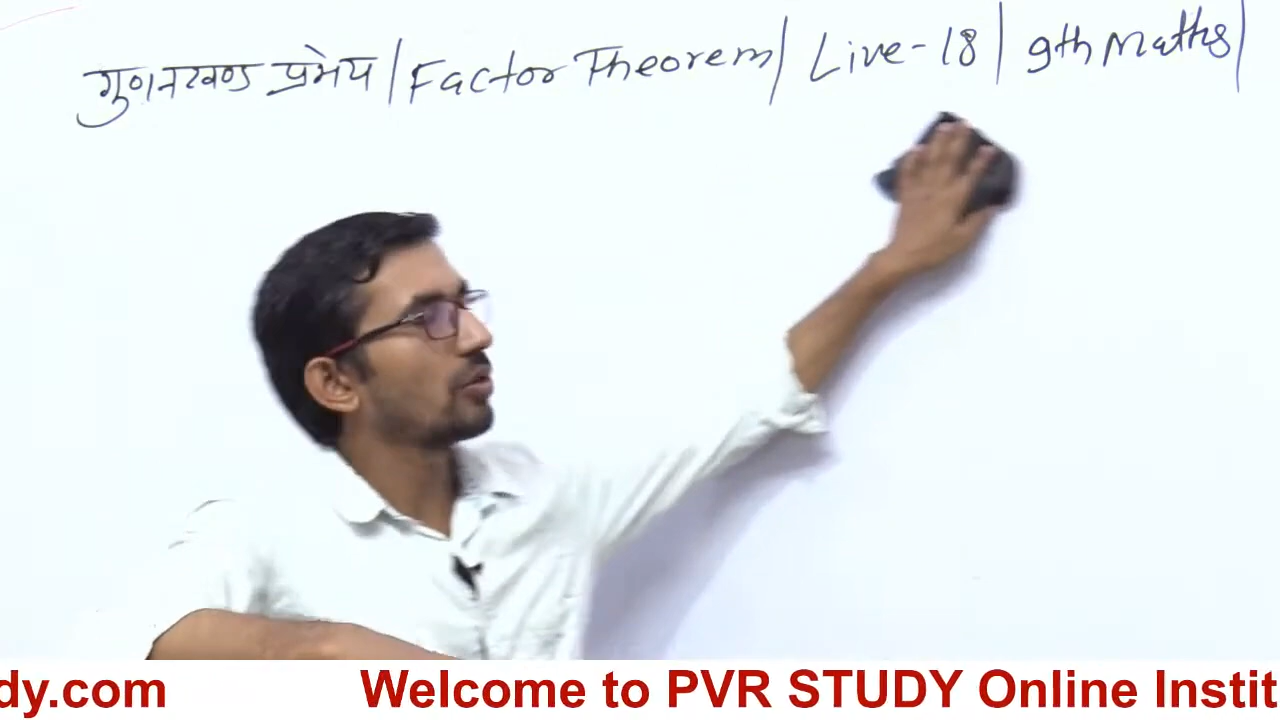 गुणनखण्ड प्रमेय | Factor Theorem | Live-18 | 9th Maths |
dy.com Welcome to PVR STUDY Online Instit